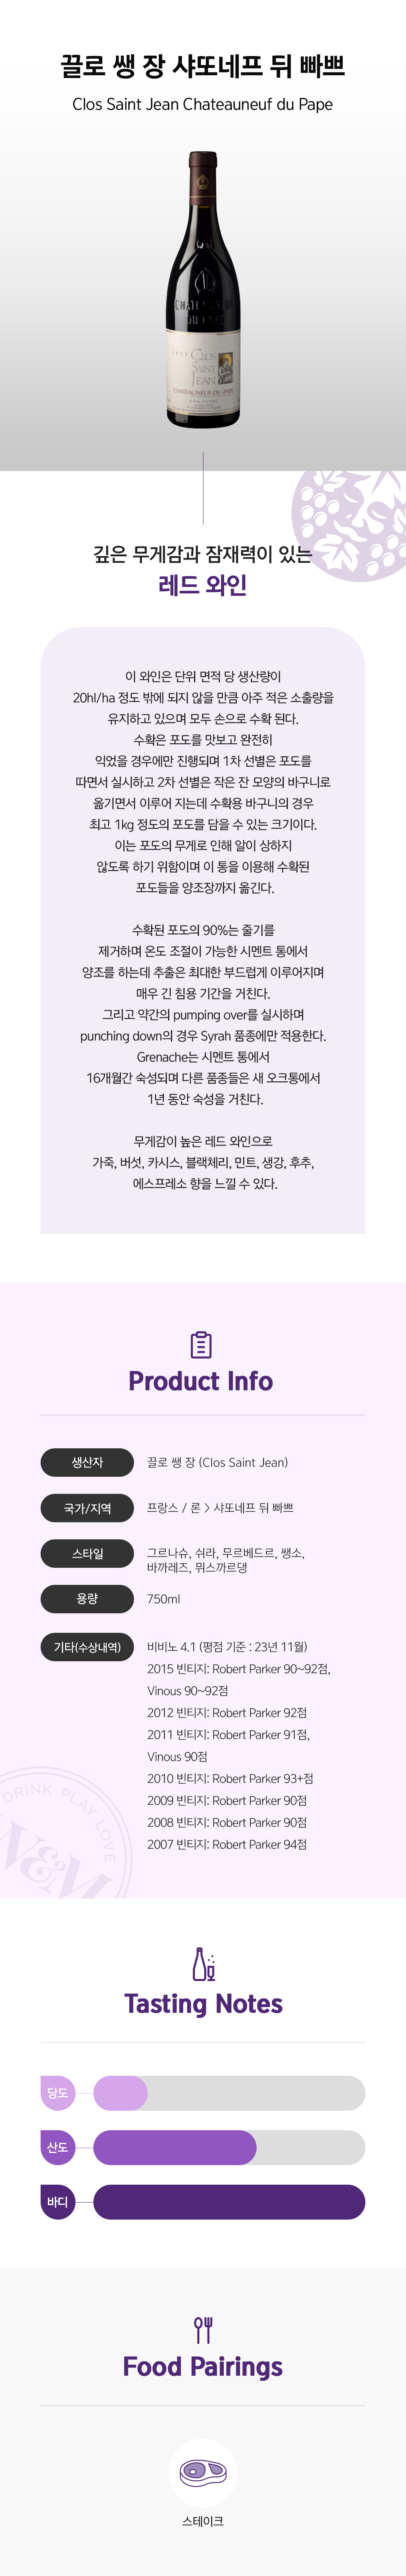 끌로 쌩 장 샤또네프 뒤 빠쁘
Clos Saint Jean Chateauneuf du Pape
CHATEAUNEUF
DU PAPE
CLOS
SAINT
JEAN
CHATEAUNEUF-DU-PAPE
깊은 무게감과 잠재력이 있는
레드 와인
이 와인은 단위 면적 당 생산량이
20hl/ha 정도 밖에 되지 않을 만큼 아주 적은 소출량을
유지하고 있으며 모두 손으로 수확 된다.
수확은 포도를 맛보고 완전히
익었을 경우에만 진행되며 1차 선별은 포도를
따면서 실시하고 2차 선별은 작은 잔 모양의 바구니로
옮기면서 이루어 지는데 수확용 바구니의 경우
최고 1kg 정도의 포도를 담을 수 있는 크기이다.
이는 포도의 무게로 인해 알이 상하지
않도록 하기 위함이며 이 통을 이용해 수확된
포도들을 양조장까지 옮긴다.
수확된 포도의 90%는 줄기를
제거하며 온도 조절이 가능한 시멘트 통에서
양조를 하는데 추출은 최대한 부드럽게 이루어지며
매우 긴 침용 기간을 거친다.
그리고 약간의 pumping over를 실시하며
punching down의 경우 Syrah 품종에만 적용한다.
Grenache는 시멘트 통에서
16개월간 숙성되며 다른 품종들은 새 오크통에서
1년 동안 숙성을 거친다.
무게감이 높은 레드 와인으로
가죽, 버섯, 카시스, 블랙체리, 민트, 생강, 후추,
에스프레소 향을 느낄 수 있다.
Product Info
생산자
끌로 쌩 장 (Clos Saint Jean)
국가/지역
프랑스 / 론 > 샤또네프 뒤 빠쁘
스타일
그르나슈, 쉬라, 무르베드르, 쌩소,
바까레즈, 뮈스까르댕
용량
750ml
기타(수상내역)
비비노 4.1 (평점 기준 : 23년 11월)
2015 빈티지: Robert Parker 90~92점,
Vinous 90~92점
2012 빈티지: Robert Parker 92점
2011 빈티지: Robert Parker 91점,
Vinous 90점
2010 빈티지: Robert Parker 93+점
2009 빈티지: Robert Parker 90점
2008 빈티지: Robert Parker 90점
2007 빈티지: Robert Parker 94점
DRINK PLAY LOVE
W&M
Tasting Notes
당도
산도
바디
Food Pairings
스테이크